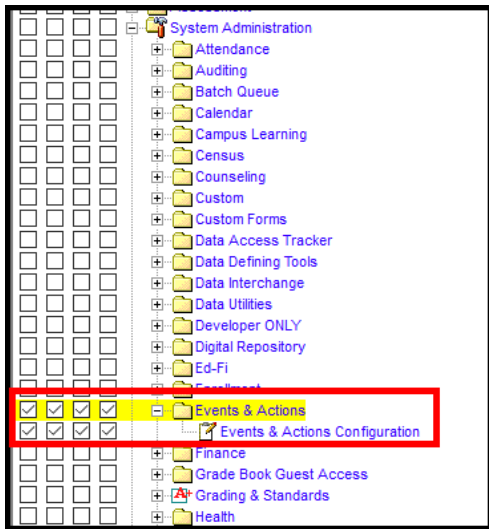 Assessment
System Administration
Attendance
Auditing
Batch Queue
Calendar
Campus Learning
Census
Counseling
Custom
Custom Forms
Data Access Tracker
Data Defining Tools
Data Interchange
Data Utilities
Developer ONLY
Digital Repository
Ed-Fi
Enrollment
Events & Actions
Events & Actions Configuration
Finance
Grade Book Guest Access
A+ Grading & Standards
Health